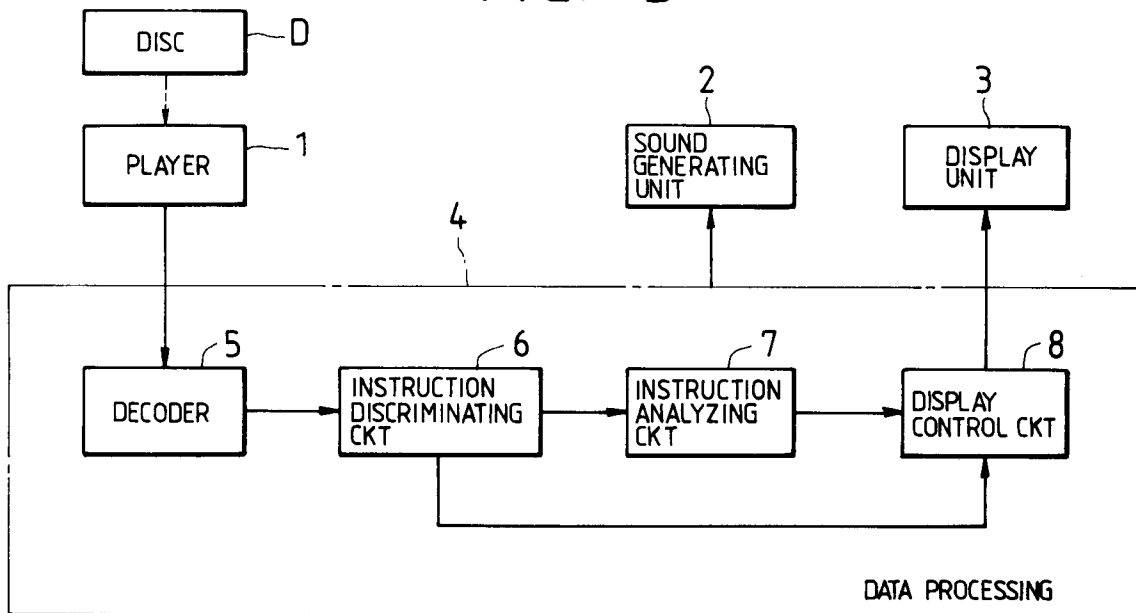 DISC
D
PLAYER
1
2
SOUND
GENERATING
UNIT
3
DISPLAY
UNIT
4
5
DECODER
6
INSTRUCTION
DISCRIMINATING
CKT
7
INSTRUCTION
ANALYZING
CKT
8
DISPLAY
CONTROL CKT
DATA PROCESSING